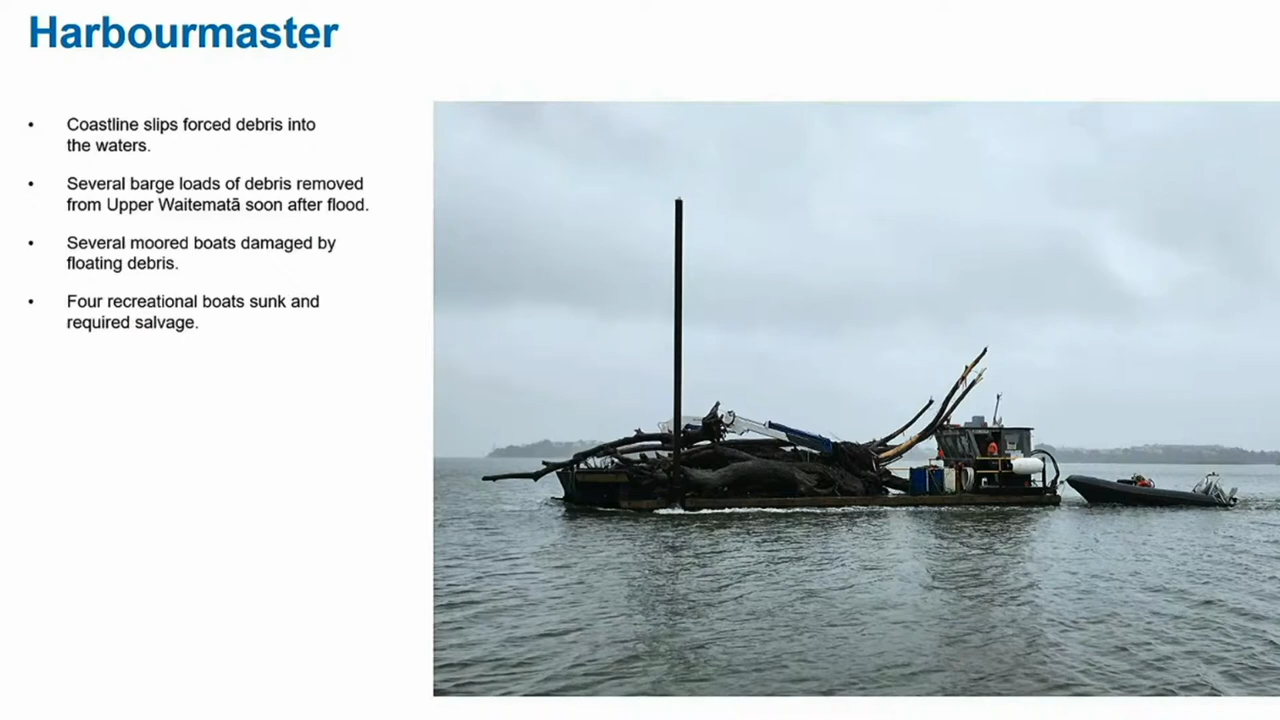 Harbourmaster
• Coastline slips forced debris into
the waters.
• Several barge loads of debris removed
from Upper Waitematā soon after flood.
• Several moored boats damaged by
floating debris.
• Four recreational boats sunk and
required salvage.